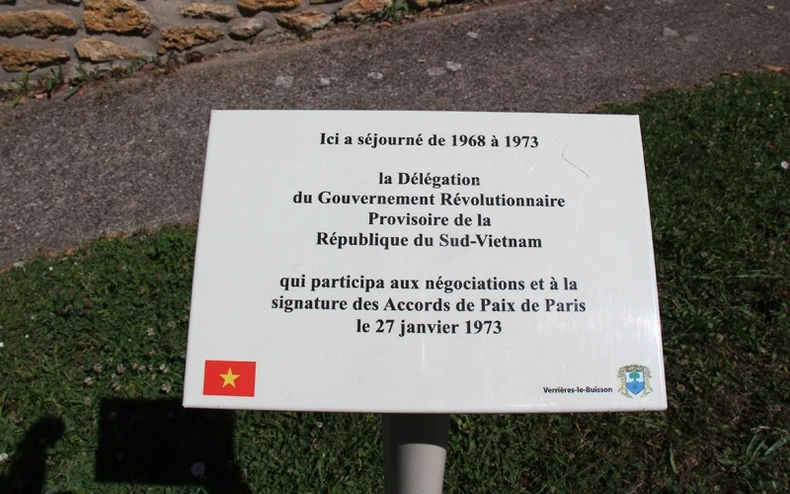 Ici a séjourné de 1968 à 1973
la Délégation
du Gouvernement Révolutionnaire
Provisoire de la
République du Sud-Vietnam
qui participa aux négociations et à la
signature des Accords de Paix de Paris
le 27 janvier 1973
Verrières-le-Buisson